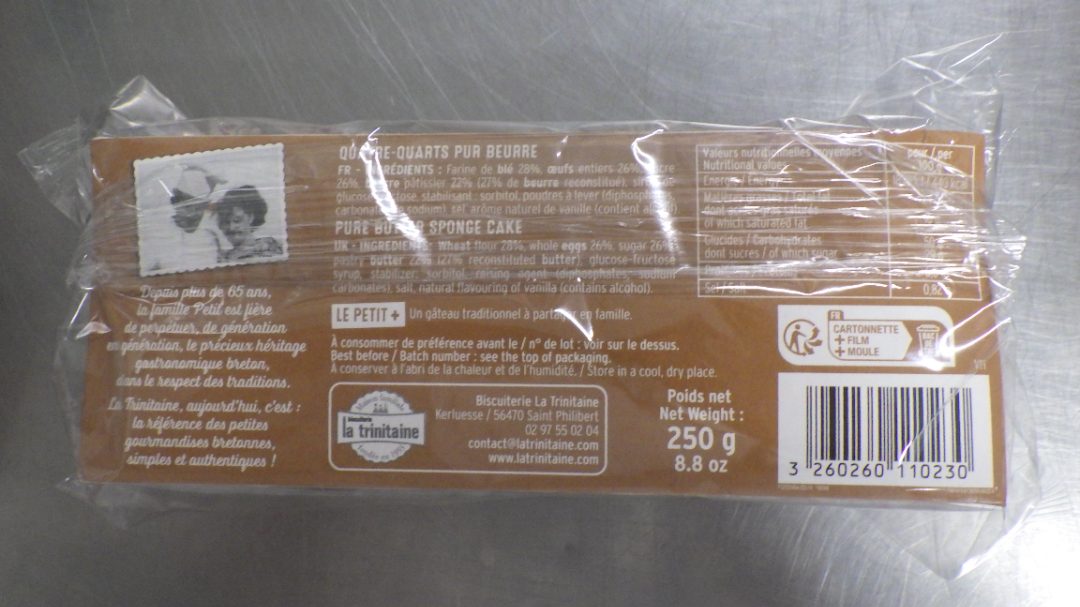 QUATRE-QUARTS PUR BEURRE
FR - INGRÉDIENTS : Farine de blé 28%, œufs entiers 26%, sucre
26%, beurre pâtissier 22% (27% de beurre reconstitué), sirop de
glucose-fructose, stabilisant : sorbitol, poudres à lever (diphosphates,
carbonates de sodium), sel, arôme naturel de vanille (contient alcool)
PURE BUTTER SPONGE CAKE
UK - INGREDIENTS: Wheat flour 28%, whole eggs 26%, sugar 26%
pastry butter 22% (27% reconstituted butter), glucose-fructose
syrup, stabilizer: sorbitol, raising agent (diphosphates, sodium
carbonates), salt, natural flavouring of vanilla (contains alcohol).
LE PETIT + Un gâteau traditionnel à partager en famille.
À consommer de préférence avant le / n° de lot : voir sur le dessus.
Best before / Batch number : see the top of packaging.
À conserver à l'abri de la chaleur et de l'humidité. / Store in a cool, dry place.
Depuis plus de 65 ans,
la famille Petit est fière
de perpétuer, de génération
en génération, le précieux héritage
gastronomique breton,
dans le respect des traditions.
La Trinitaine, aujourd'hui, c'est :
la référence des petites
gourmandises bretonnes,
simples et authentiques !
biscuiterie
la trinitaine
Biscuiterie La Trinitaine
Kerluesse / 56470 Saint Philibert
02 97 55 02 04
contact@latrinitaine.com
www.latrinitaine.com
Poids net
Net Weight :
250 g
8.8 oz
Valeurs nutritionnelles moyennes
Nutritional values
pour / per
Energie / Energy
of which saturated fat
Glucides / Carbohydrates
dont sucres / of which sugar
Sel / Salt
0,82
FR
CARTONNETTE
+ FILM
+ MOULE
BAC
DE
TRI
3 260260 110230